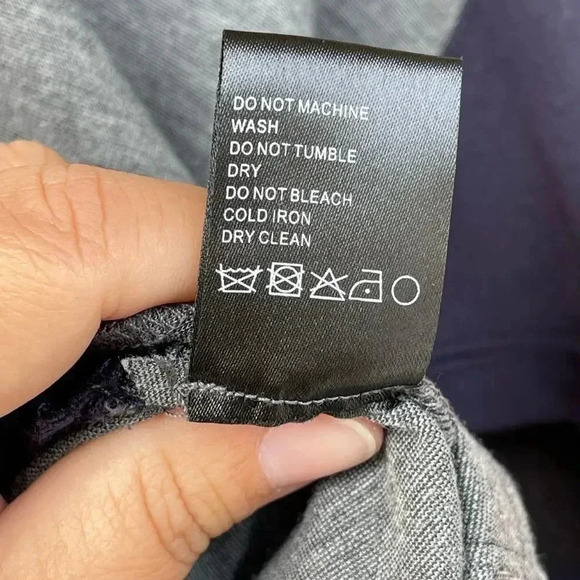 DO NOT MACHINE
WASH
DO NOT TUMBLE
DRY
DO NOT BLEACH
COLD IRON
DRY CLEAN